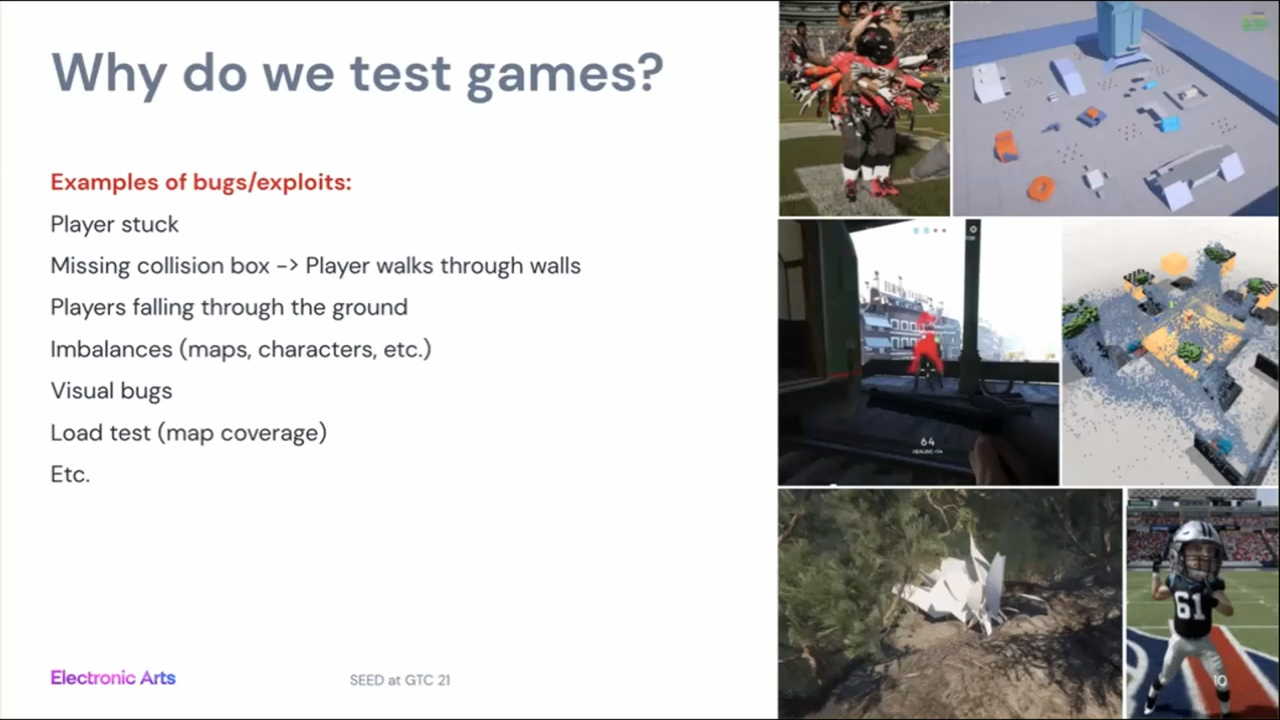 Why do we test games?
Examples of bugs/exploits:
Player stuck
Missing collision box -> Player walks through walls
Players falling through the ground
Imbalances (maps, characters, etc.)
Visual bugs
Load test (map coverage)
Etc.
Electronic Arts
SEED at GTC 21
64
61
10